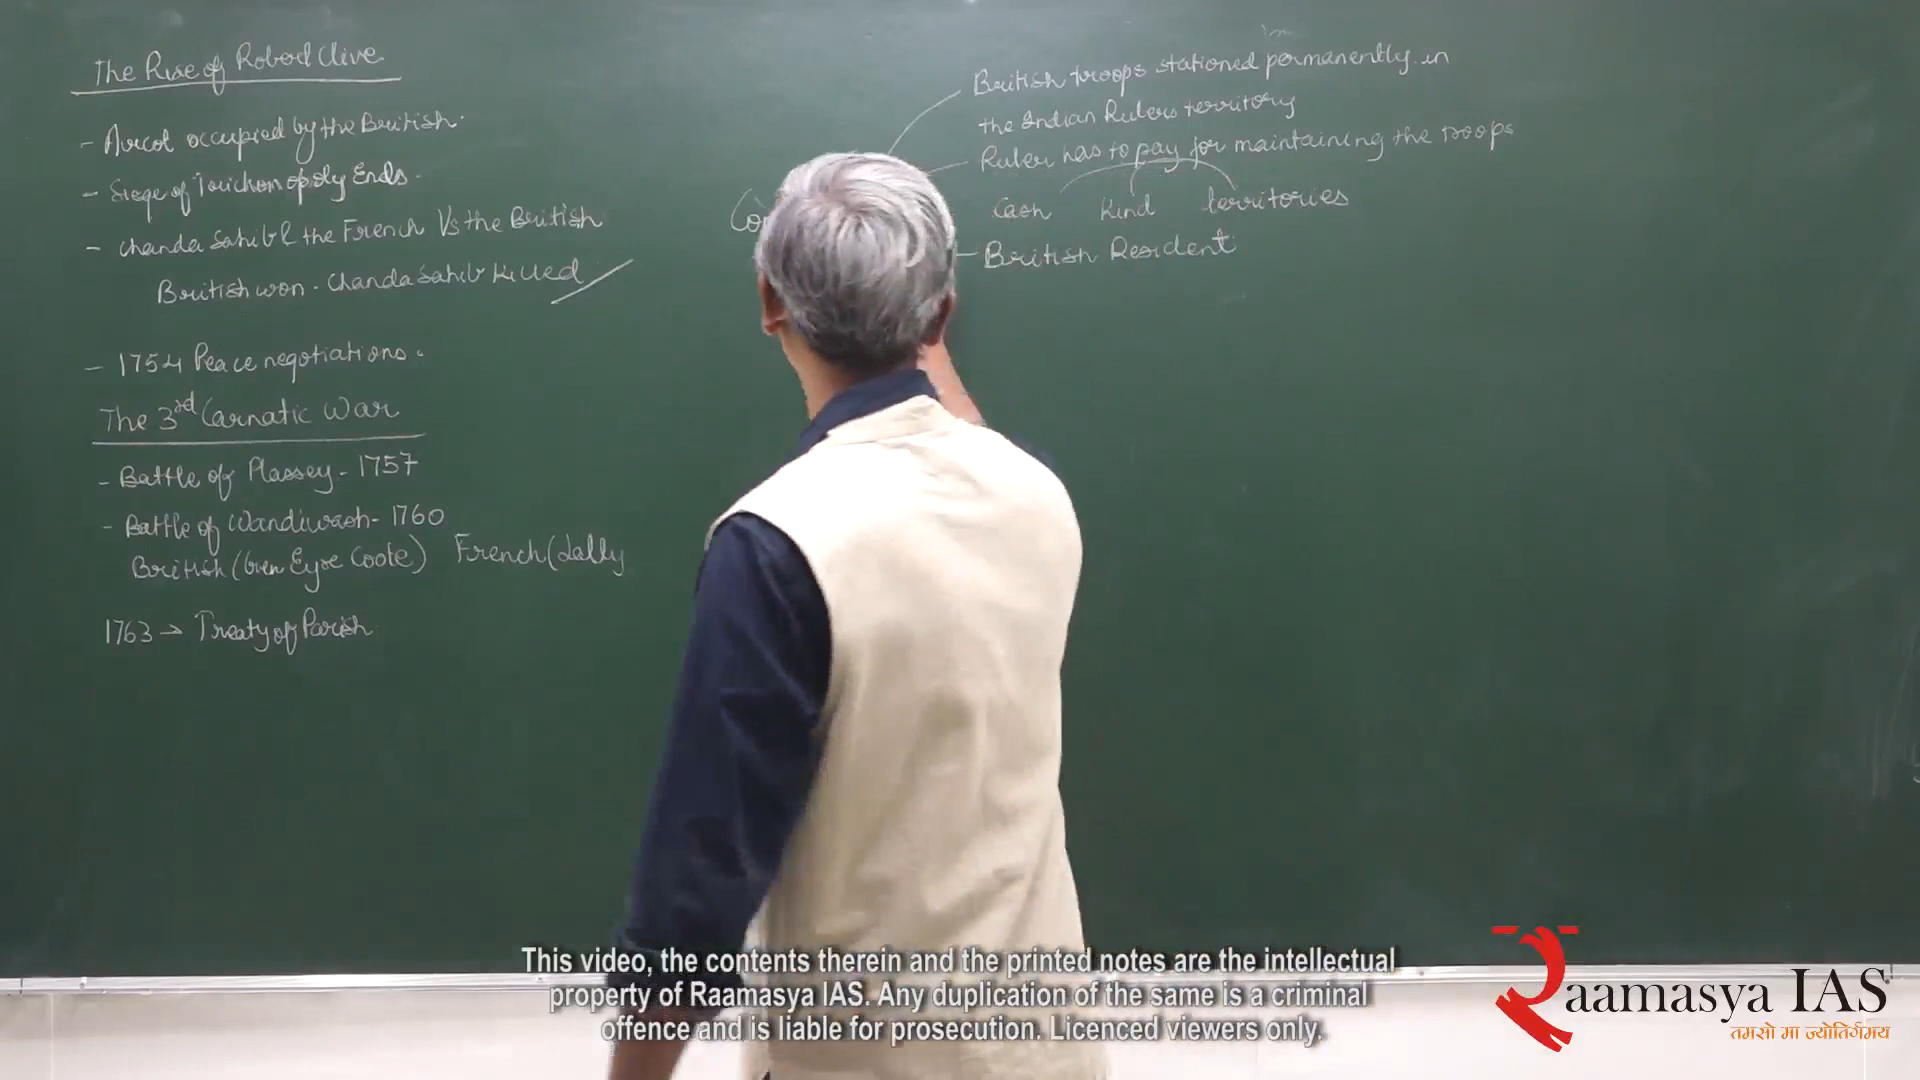 The Rise of Roberd Clive
- Aurcot occupied by the British.
- Siege of Trichonopoly Ends.
- Chanda Sahib & the French Vs the British
British won - Chanda Sahib Killed
- 1754 Peace negotiations.
The 3rd Carnatic War
- Battle of Plassey - 1757
- Battle of Wandiwash - 1760
British (Gen Eyre Coote) French (Lally
1763 → Treaty of Parish
British troops stationed permanently in
the Indian Rulers territory
Ruler has to pay for maintaining the troops
Cash Kind territories
- British Resident
This video, the contents therein and the printed notes are the intellectual
property of Raamasya IAS. Any duplication of the same is a criminal
offence and is liable for prosecution. Licenced viewers only.
Raamasya IAS
तमसो मा ज्योतिर्गमय